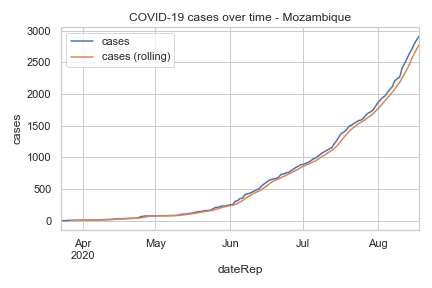 COVID-19 cases over time - Mozambique
cases
cases (rolling)
3000
2500
2000
1500
1000
500
0
cases
Apr
2020
May
Jun
Jul
Aug
dateRep